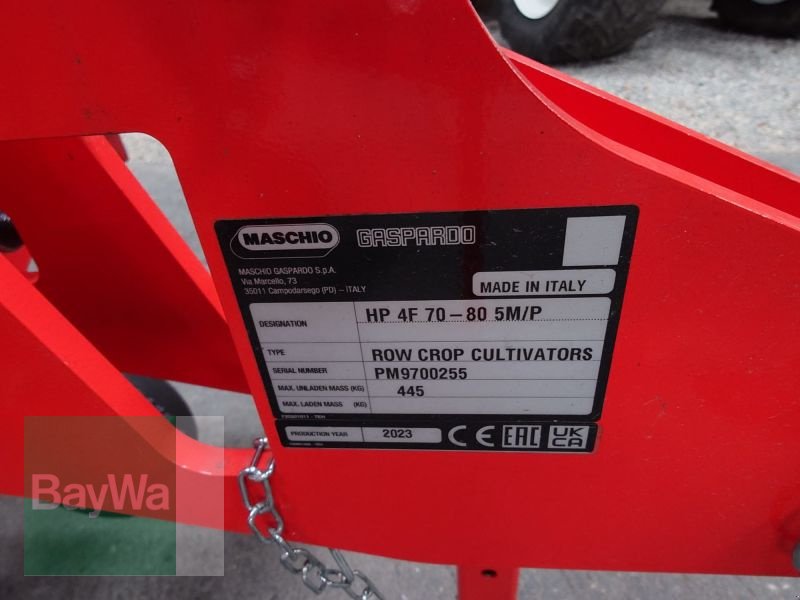 MASCHIO GASPARDO
MASCHIO GASPARDO S.p.A.
Via Marcello, 73
35011 Campodarsego (PD) – ITALY
MADE IN ITALY
DESIGNATION HP 4F 70-80 5M/P
TYPE ROW CROP CULTIVATORS
SERIAL NUMBER PM9700255
MAX. UNLADEN MASS (KG) 445
MAX. LADEN MASS (KG)
PRODUCTION YEAR 2023 CE EAC UKCA
BayWa